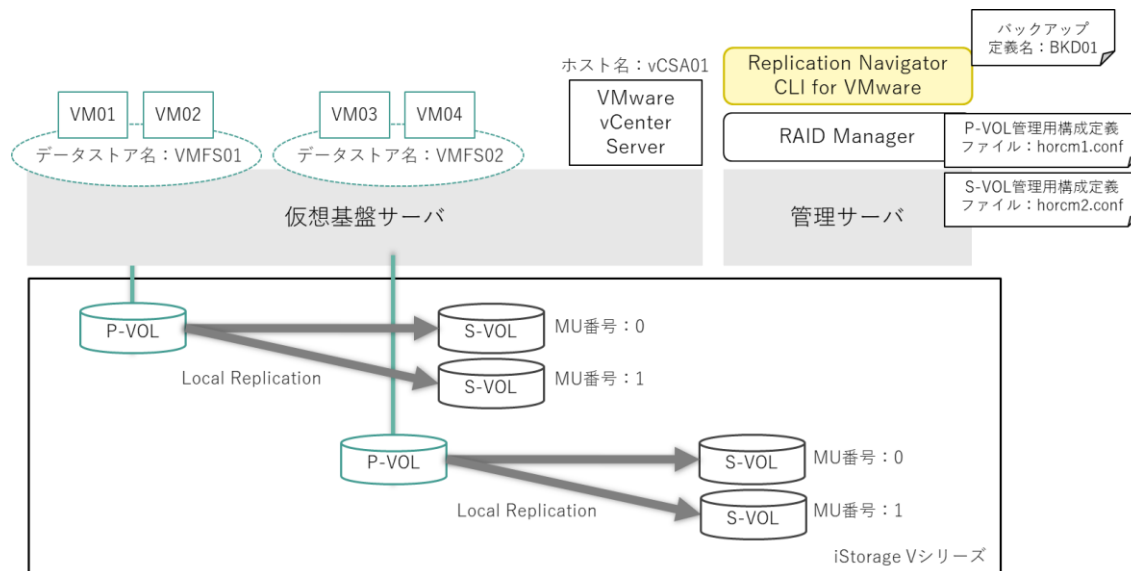 バックアップ
定義名：BKD01
ホスト名：vCSA01
Replication Navigator
CLI for VMware
VMware
vCenter
Server
VM01
VM02
VM03
VM04
データストア名：VMFS01
データストア名：VMFS02
RAID Manager
P-VOL管理用構成定義
ファイル：horcm1.conf
S-VOL管理用構成定義
ファイル：horcm2.conf
仮想基盤サーバ
管理サーバ
P-VOL
S-VOL
MU番号：0
Local Replication
S-VOL
MU番号：1
P-VOL
S-VOL
MU番号：0
Local Replication
S-VOL
MU番号：1
iStorage Vシリーズ